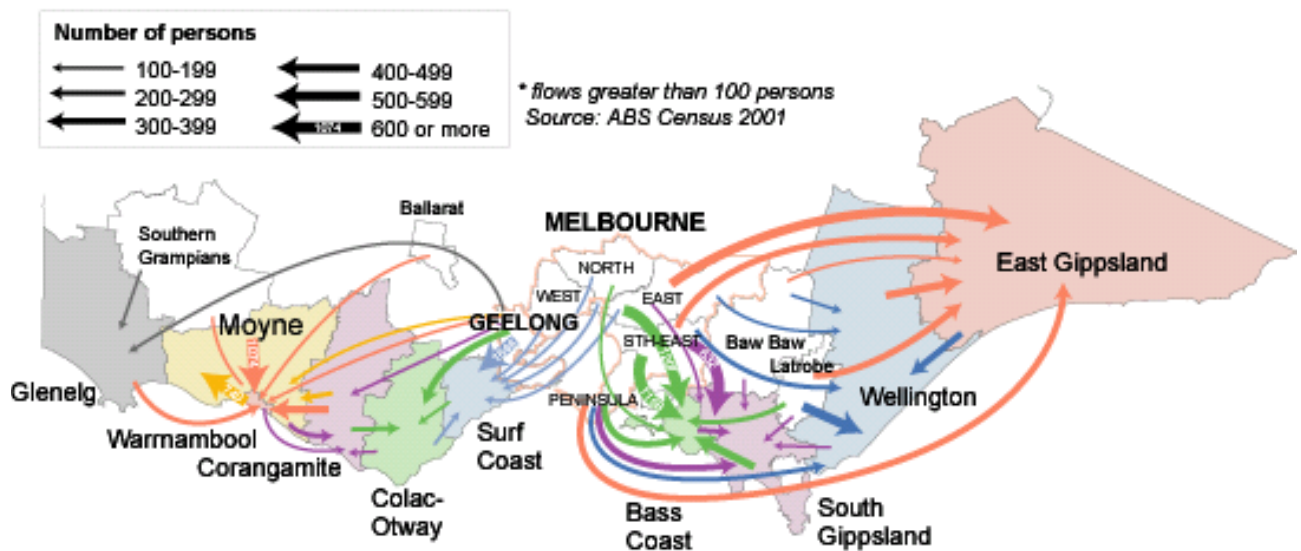 Number of persons
100-199
200-299
300-399
400-499
500-599
1074
600 or more
* flows greater than 100 persons
Source: ABS Census 2001
Southern
Grampians
Ballarat
MELBOURNE
NORTH
WEST
EAST
GEELONG
STH-EAST
Moyne
Baw Baw
Latrobe
East Gippsland
Glenelg
PENINSULA
Wellington
Warrnambool
Corangamite
Surf
Coast
Colac-
Otway
Bass
Coast
South
Gippsland